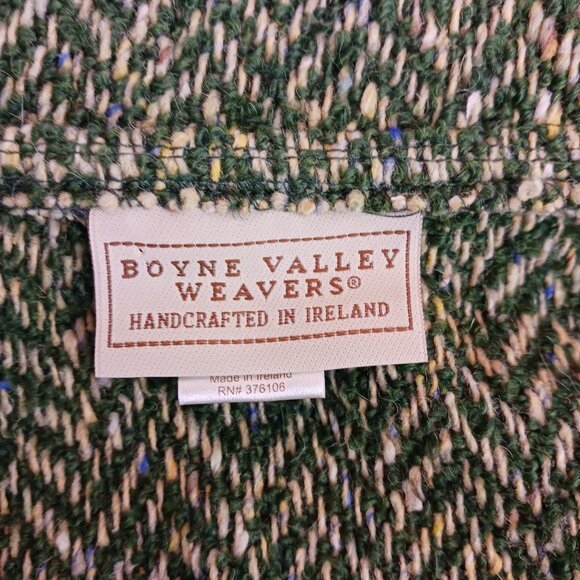 BOYNE VALLEY
WEAVERS®
HANDCRAFTED IN IRELAND
Made in Ireland
RN# 376106